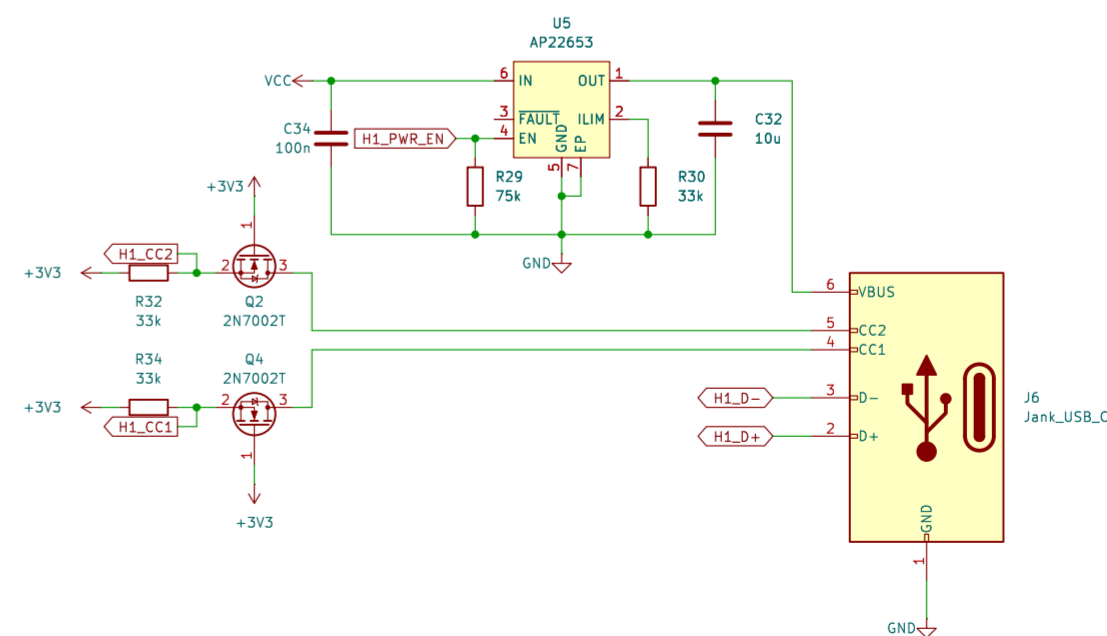 U5
AP22653
VCC
6 IN OUT 1
3 FAULT ILIM 2
4 EN
GND
EP
5
7
C34
100n
H1_PWR_EN
C32
10u
R29
75k
R30
33k
+3V3
1
GND
H1_CC2
+3V3
2
3
R32
33k
Q2
2N7002T
R34
33k
Q4
2N7002T
+3V3
2
3
H1_CC1
1
+3V3
6 VBUS
5 CC2
4 CC1
H1_D- 3 D-
H1_D+ 2 D+
J6
Jank_USB_C
GND
1
GND